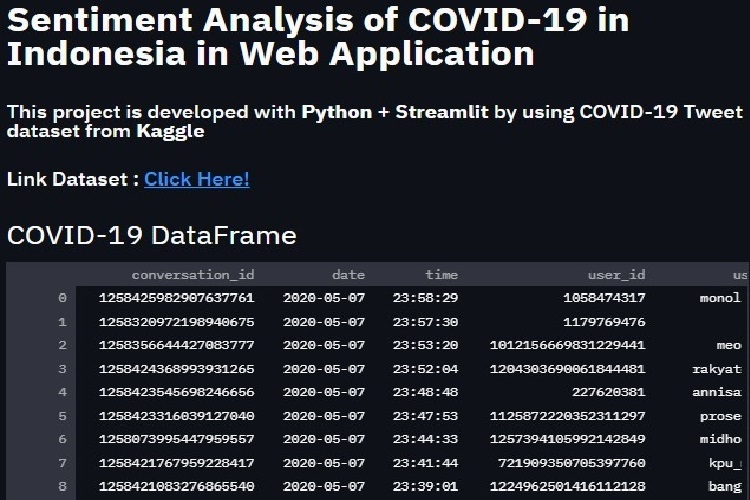 Sentiment Analysis of COVID-19 in
Indonesia in Web Application
This project is developed with Python + Streamlit by using COVID-19 Tweet
dataset from Kaggle
Link Dataset : Click Here!
COVID-19 DataFrame
conversation_id date time user_id us
0 1258425982907637761 2020-05-07 23:58:29 1058474317 monol
1 1258320972198940675 2020-05-07 23:57:30 1179769476
2 1258356644427083777 2020-05-07 23:53:20 1012156669831229441 meo
3 1258424368993931265 2020-05-07 23:52:04 1204303690061844481 rakyat
4 1258423545698246656 2020-05-07 23:48:48 227620381 annisa
5 1258423316039127040 2020-05-07 23:47:53 1125872220352311297 prose
6 1258073995447959557 2020-05-07 23:44:33 1257394105992142849 midho
7 1258421767959228417 2020-05-07 23:41:44 721909350705397760 kpu_
8 1258421083276865540 2020-05-07 23:39:01 1224962501416112128 bang